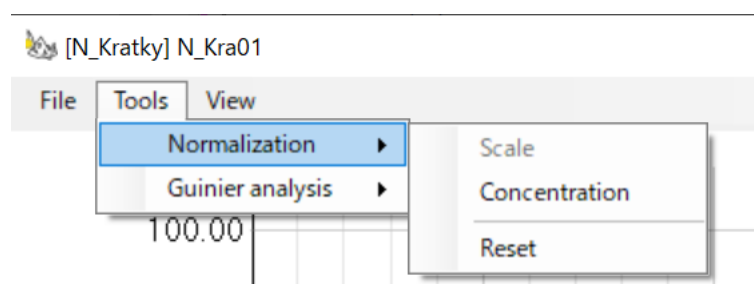 [N_Kratky] N_Kra01
File Tools View
Normalization
Guinier analysis
Scale
Concentration
Reset
100.00